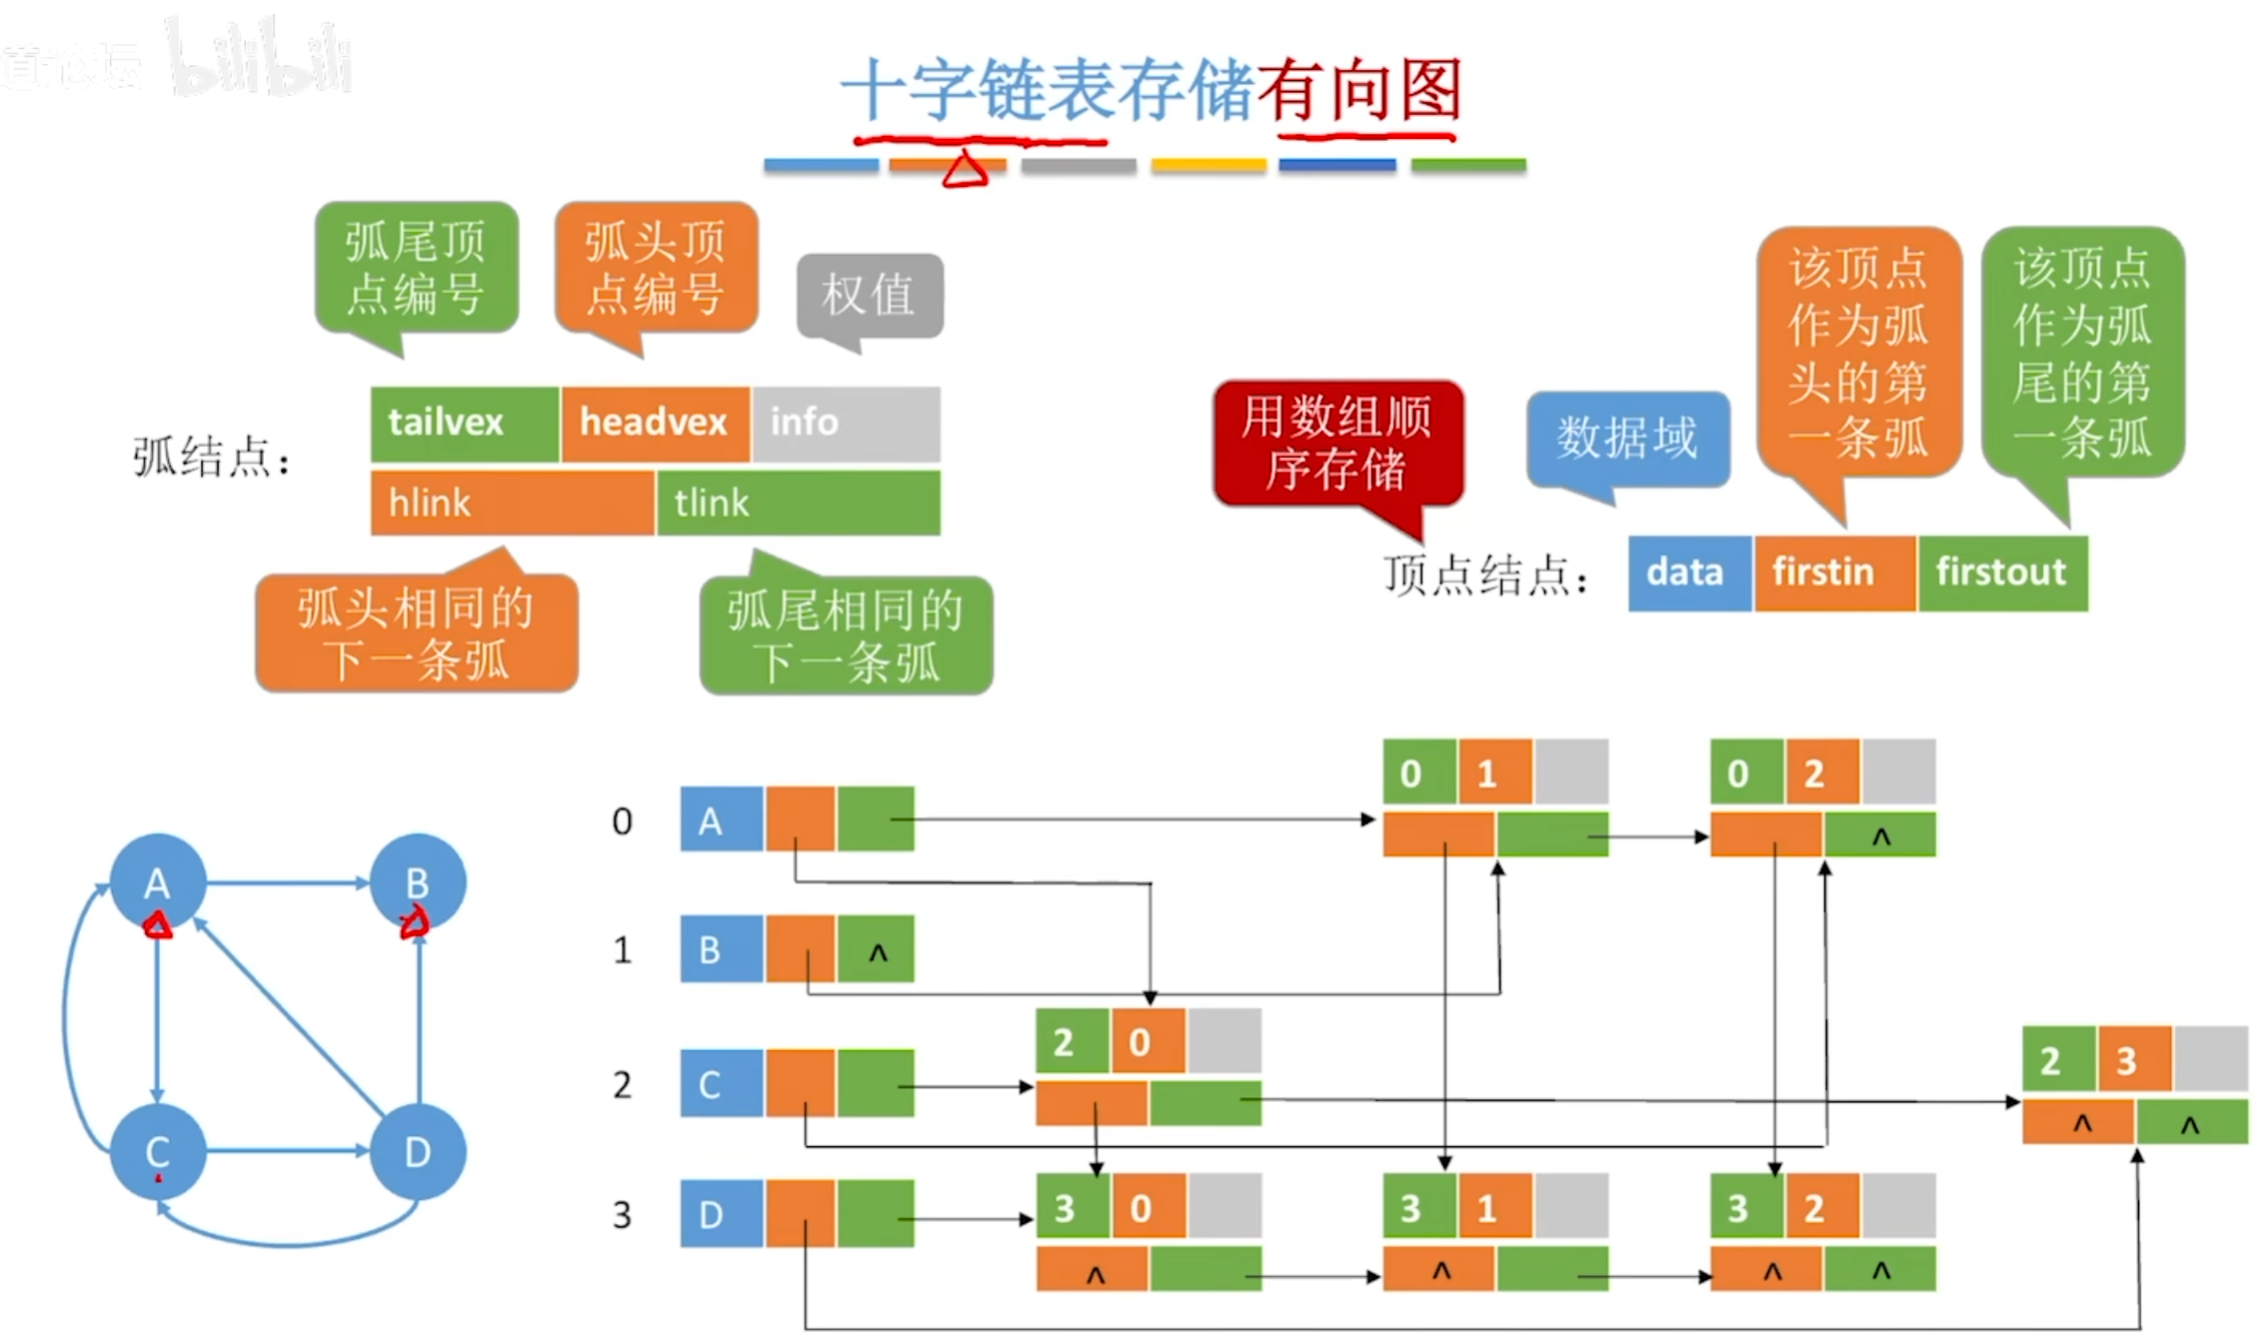 bilibili
十字链表存储有向图
弧尾顶
点编号
弧头顶
点编号
权值
tailvex headvex info
弧结点：
hlink tlink
弧头相同的
下一条弧
弧尾相同的
下一条弧
用数组顺
序存储
数据域
该顶点
作为弧
头的第
一条弧
该顶点
作为弧
尾的第
一条弧
顶点结点：
data firstin firstout
A
B
C
D
0 A
0 1
0 2
^
1 B ^
2 C
2 0
2 3
^ ^
3 D
3 0
^
3 1
^
3 2
^ ^